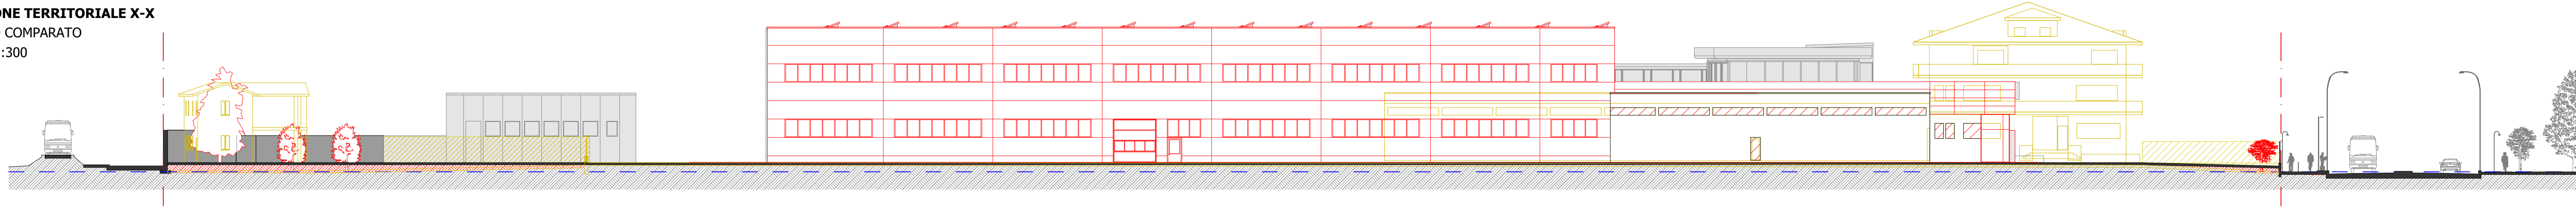 ONE TERRITORIALE X-X
COMPARATO
:300